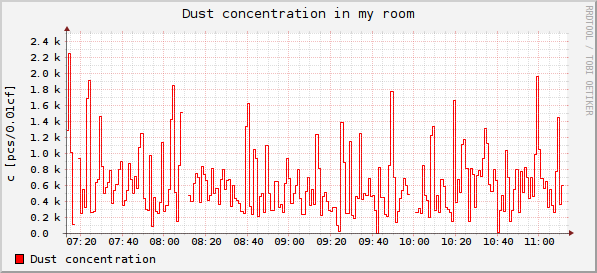 Dust concentration in my room
RRDTOOL / TOBI OETIKER
c [pcs/0.01cf]
2.4 k
2.2 k
2.0 k
1.8 k
1.6 k
1.4 k
1.2 k
1.0 k
0.8 k
0.6 k
0.4 k
0.2 k
0.0
07:20 07:40 08:00 08:20 08:40 09:00 09:20 09:40 10:00 10:20 10:40 11:00
Dust concentration